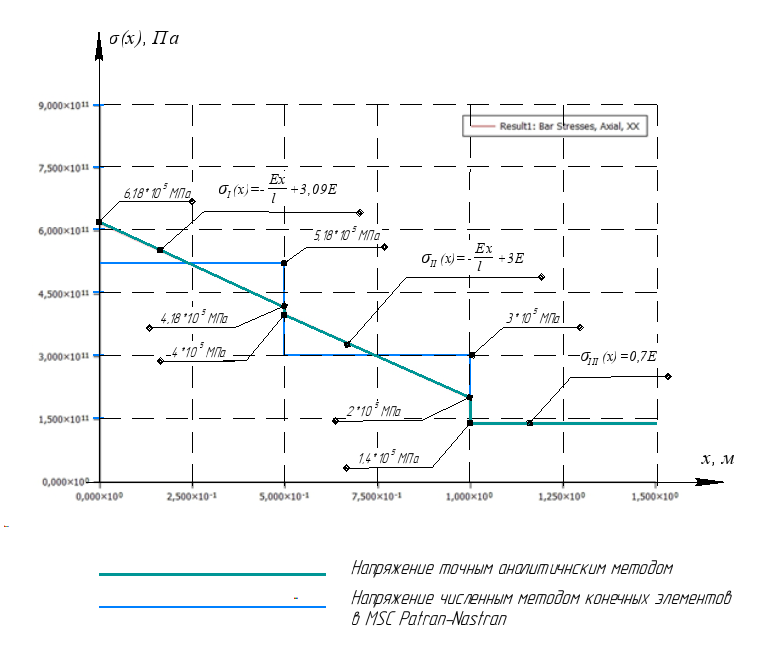 σ(x), Па
9,000×10¹¹
Result1: Bar Stresses, Axial, XX
7,500×10¹¹
6,18*10⁵ МПа
σ_I (x)=- Ex/l +3,09E
6,000×10¹¹
5,18*10⁵ МПа
σ_II (x)=- Ex/l +3E
4,500×10¹¹
4,18*10⁵ МПа
3*10⁵ МПа
4*10⁵ МПа
3,000×10¹¹
σ_III (x)=0,7E
2*10⁵ МПа
1,500×10¹¹
1,4*10⁵ МПа
x, м
0,000×10⁰
0,000×10⁰ 2,500×10⁻¹ 5,000×10⁻¹ 7,500×10⁻¹ 1,000×10⁰ 1,250×10⁰ 1,500×10⁰
Напряжение точным аналитичнским методом
Напряжение численным методом конечных элементов
в MSC Patran-Nastran